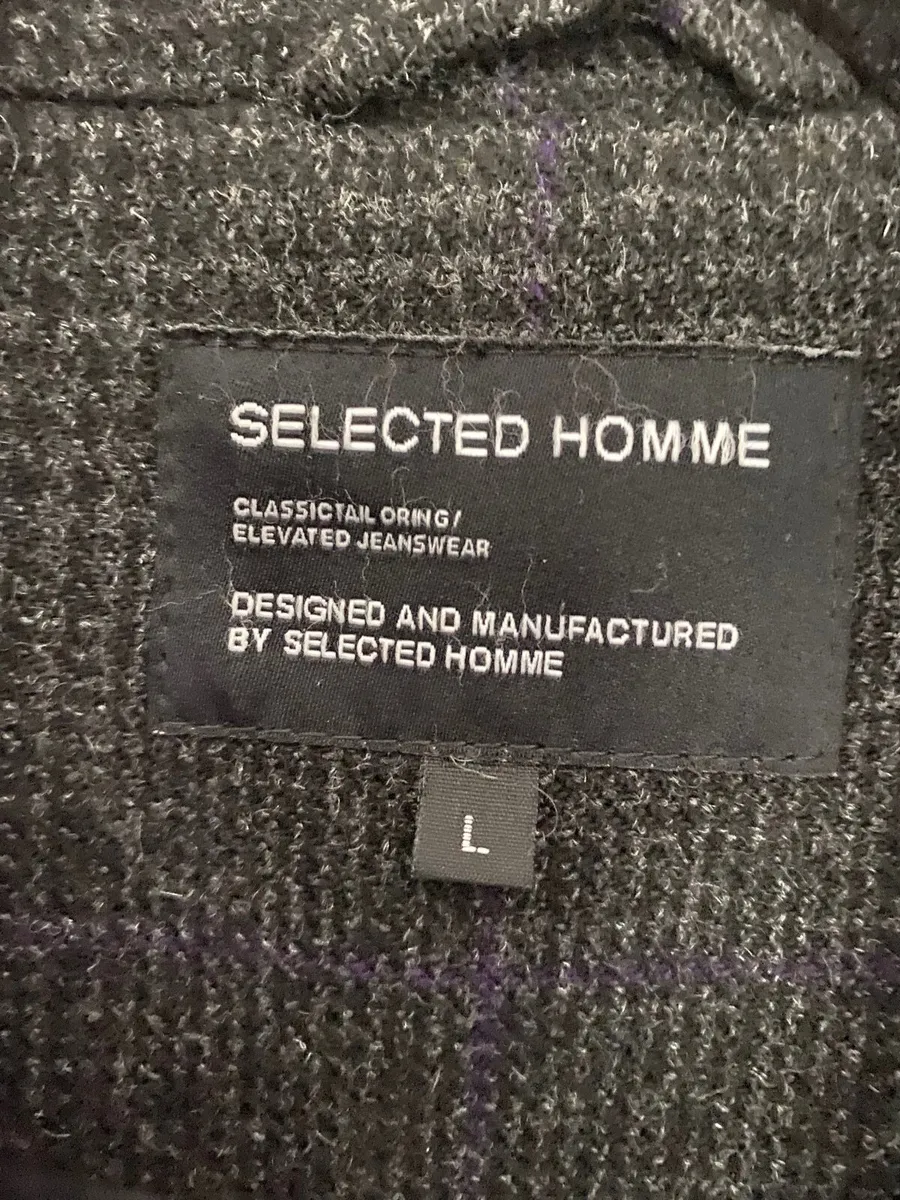 SELECTED HOMME
CLASSICTAILORING/
ELEVATED JEANSWEAR
DESIGNED AND MANUFACTURED
BY SELECTED HOMME
L